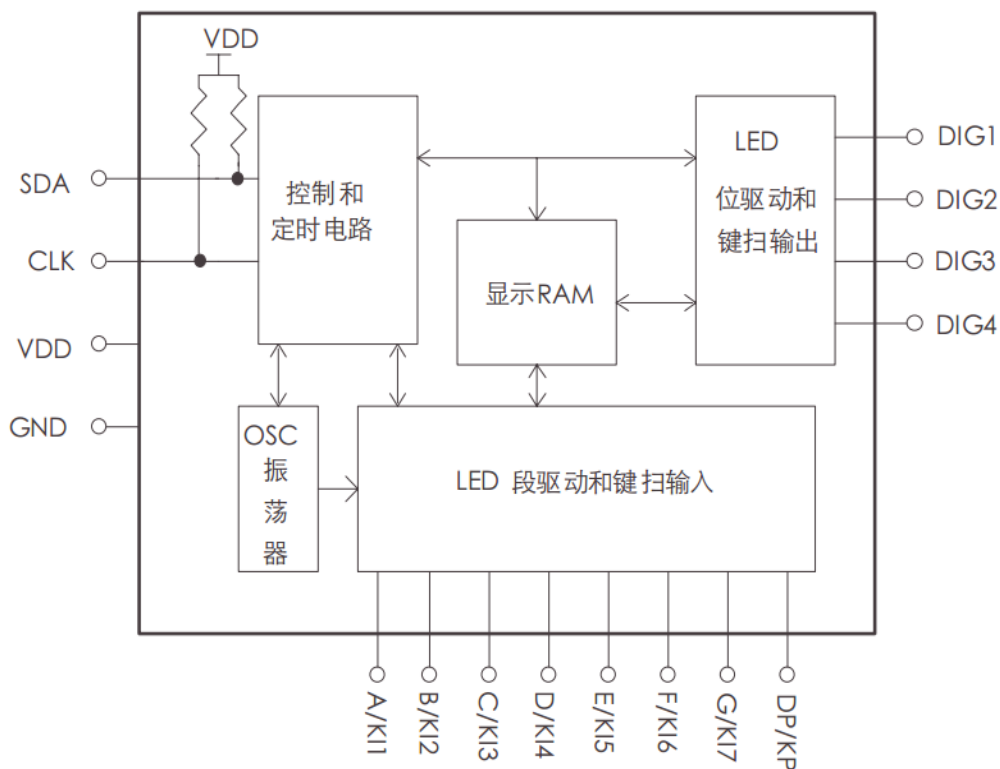 VDD
SDA
CLK
VDD
GND
控制和
定时电路
LED
位驱动和
键扫输出
显示RAM
OSC
振
荡
器
LED 段驱动和键扫输入
DIG1
DIG2
DIG3
DIG4
A/KI1
B/KI2
C/KI3
D/KI4
E/KI5
F/KI6
G/KI7
DP/KP